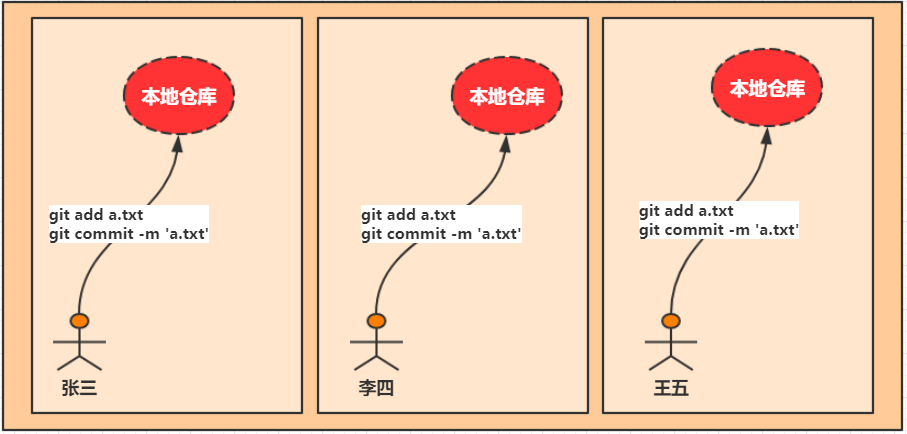 本地仓库
git add a.txt
git commit -m 'a.txt'
张三
本地仓库
git add a.txt
git commit -m 'a.txt'
李四
本地仓库
git add a.txt
git commit -m 'a.txt'
王五